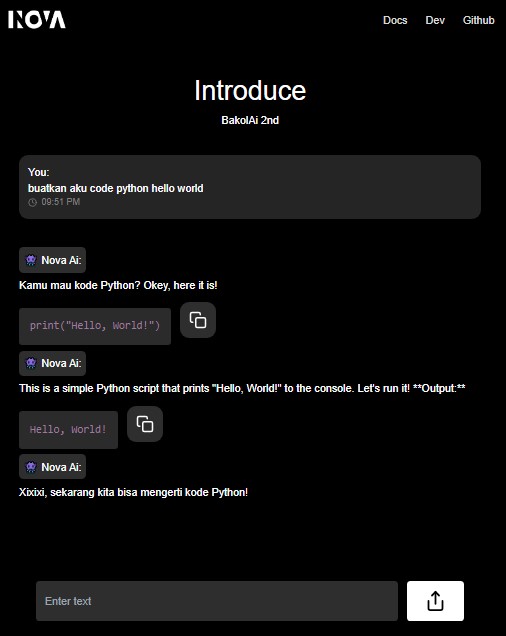 NOVA
Docs Dev Github
Introduce
BakolAi 2nd
You:
buatkan aku code python hello world
09:51 PM
Nova Ai:
Kamu mau kode Python? Okey, here it is!
print("Hello, World!")
Nova Ai:
This is a simple Python script that prints "Hello, World!" to the console. Let's run it! **Output:**
Hello, World!
Nova Ai:
Xixixi, sekarang kita bisa mengerti kode Python!
Enter text